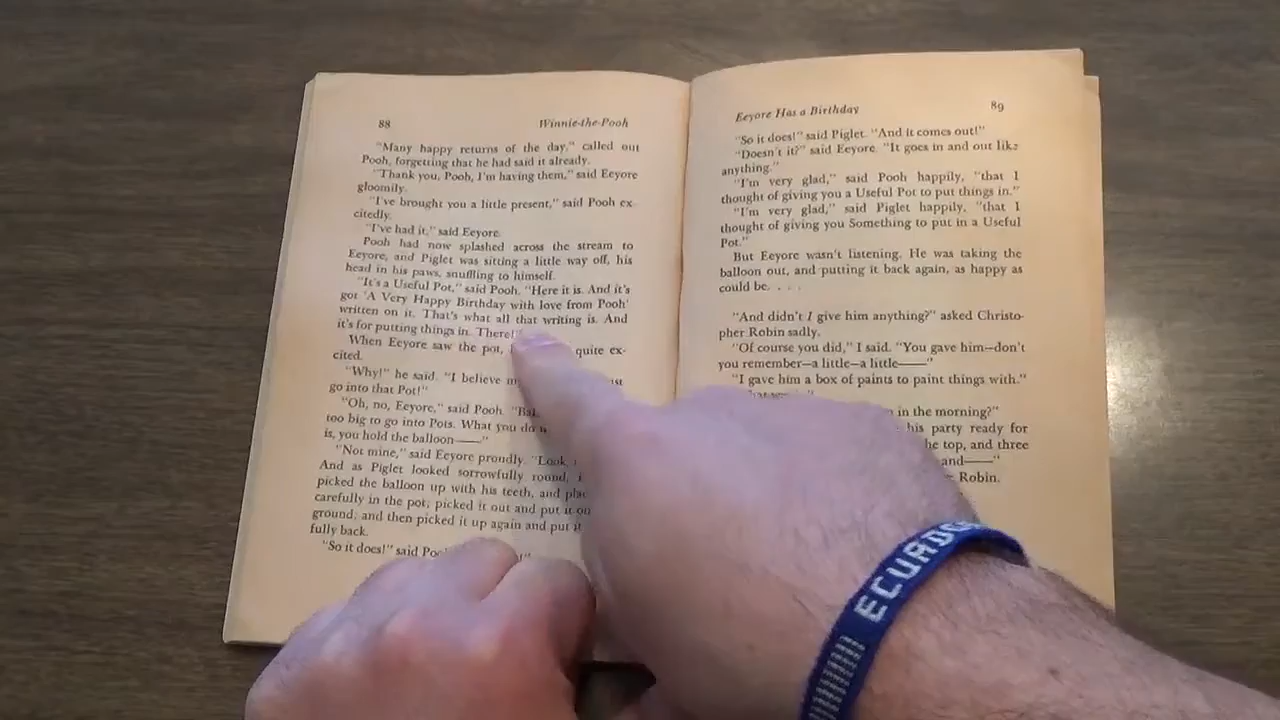 88 Winnie-the-Pooh
"Many happy returns of the day," called out
Pooh, forgetting that he had said it already.
"Thank you, Pooh, I'm having them," said Eeyore
gloomily.
"I've brought you a little present," said Pooh ex-
citedly.
"I've had it," said Eeyore.
Pooh had now splashed across the stream to
Eeyore, and Piglet was sitting a little way off, his
head in his paws, snuffling to himself.
"It's a Useful Pot," said Pooh. "Here it is. And it's
got 'A Very Happy Birthday with love from Pooh'
written on it. That's what all that writing is. And
it's for putting things in. There!"
When Eeyore saw the pot, quite ex-
cited.
"Why!" he said. "I believe
go into that Pot!"
"Oh, no, Eeyore," said Pooh.
too big to go into Pots. What you do
is, you hold the balloon——"
"Not mine," said Eeyore proudly. "Look,
And as Piglet looked sorrowfully round,
picked the balloon up with his teeth, and
carefully in the pot; picked it out and put it on
ground; and then picked it up again and put it
fully back.
"So it does!" said
Eeyore Has a Birthday 89
"So it does!" said Piglet. "And it comes out!"
"Doesn't it?" said Eeyore. "It goes in and out like
anything."
"I'm very glad," said Pooh happily, "that I
thought of giving you a Useful Pot to put things in."
"I'm very glad," said Piglet happily, "that I
thought of giving you Something to put in a Useful
Pot."
But Eeyore wasn't listening. He was taking the
balloon out, and putting it back again, as happy as
could be. . . .
"And didn't I give him anything?" asked Christo-
pher Robin sadly.
"Of course you did," I said. "You gave him—don't
you remember—a little—a little——"
"I gave him a box of paints to paint things with."
in the morning?"
his party ready for
the top, and three
and——"
Robin.
ECUADO